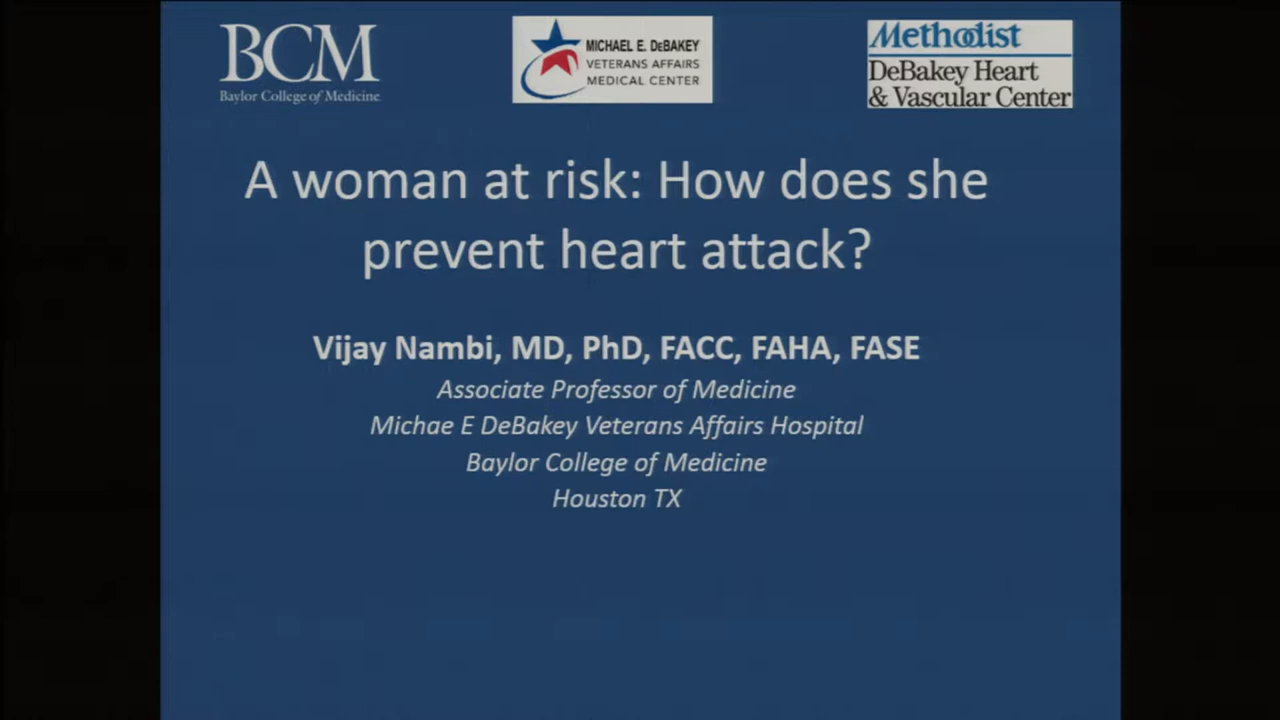 BCM
Baylor College of Medicine
MICHAEL E. DEBAKEY
VETERANS AFFAIRS
MEDICAL CENTER
Methodist
DeBakey Heart
& Vascular Center
A woman at risk: How does she
prevent heart attack?
Vijay Nambi, MD, PhD, FACC, FAHA, FASE
Associate Professor of Medicine
Michae E DeBakey Veterans Affairs Hospital
Baylor College of Medicine
Houston TX